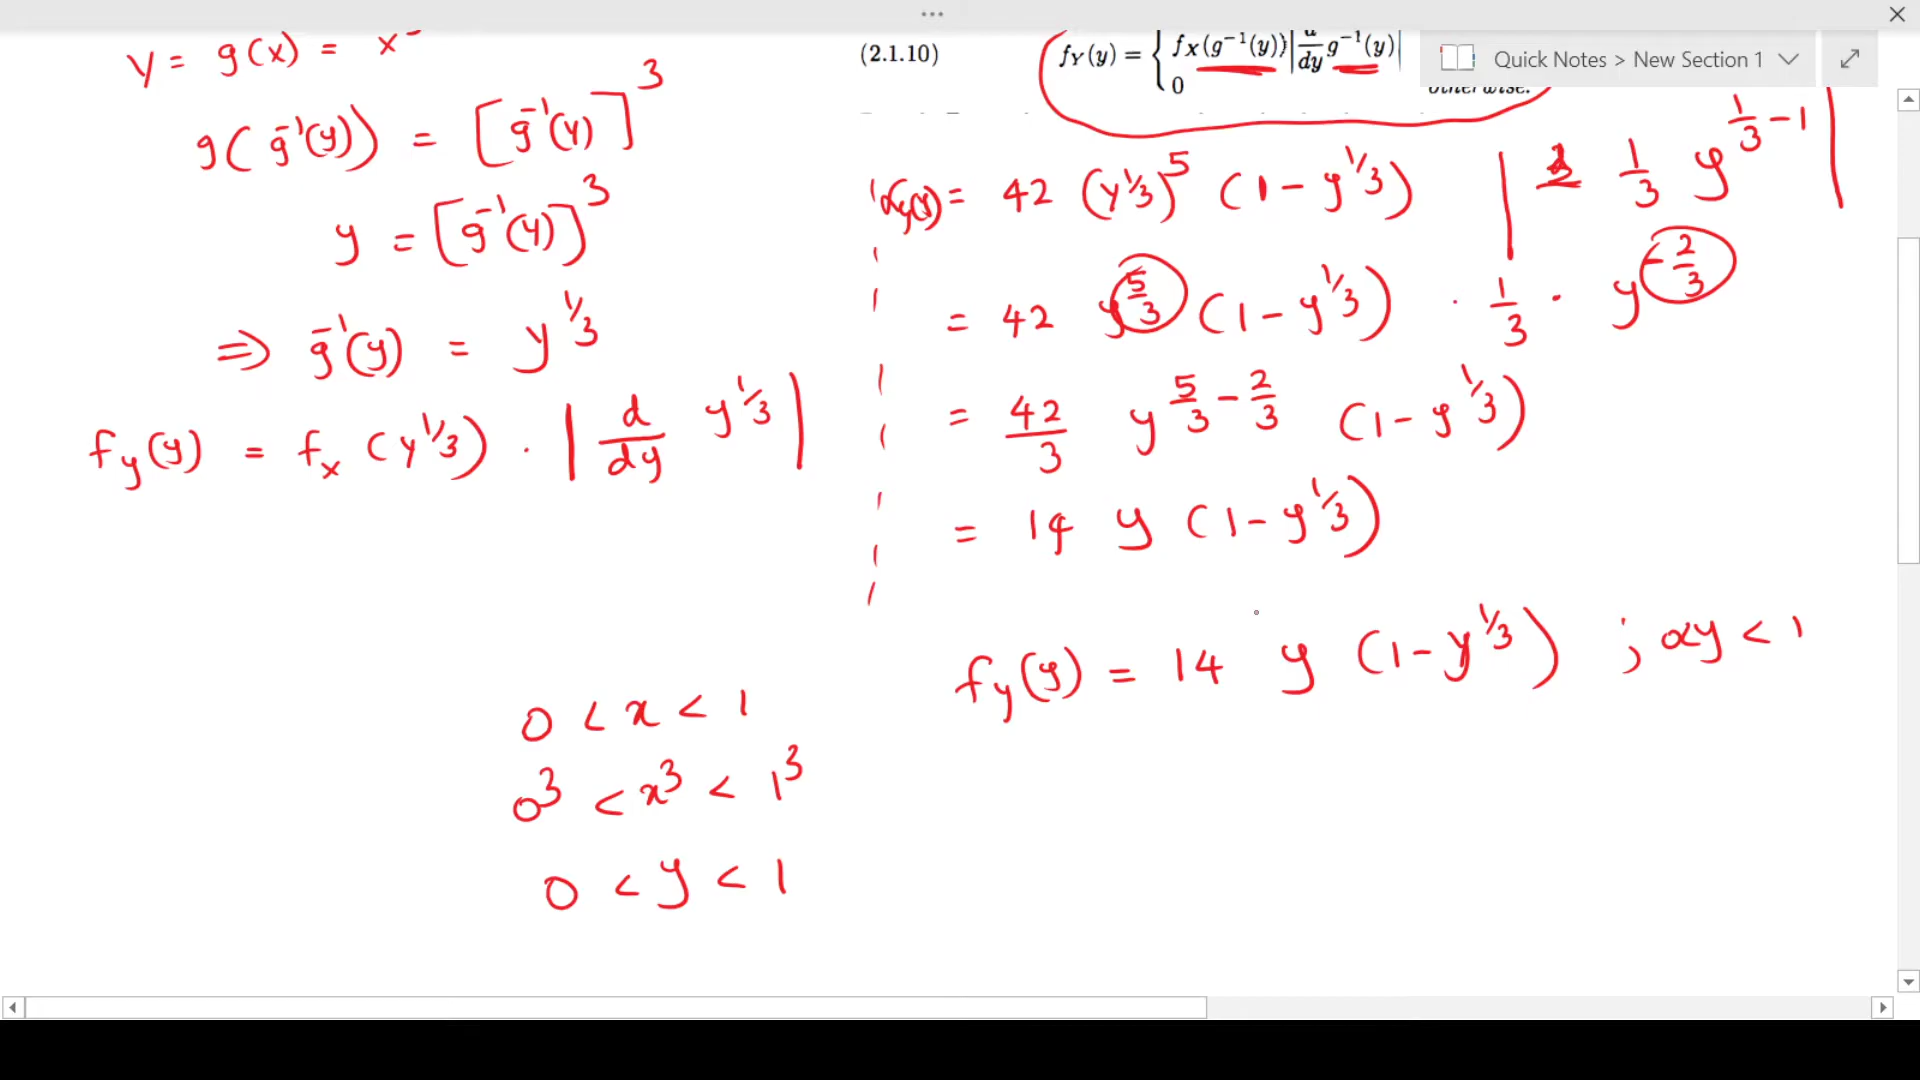 Quick Notes > New Section 1
Y = g(x) = x
g(g⁻¹(y)) = [g⁻¹(y)]³
y = [g⁻¹(y)]³
⇒ g⁻¹(y) = y^{1/3}
f_y(y) = f_x(y^{1/3}) · |d/dy y^{1/3}|
0 < x < 1
0³ < x³ < 1³
0 < y < 1
(2.1.10) f_Y(y) = { f_X(g⁻¹(y)) |d/dy g⁻¹(y)|
0 otherwise.
= 42 (y^{1/3})⁵ (1 - y^{1/3}) | 1/3 y^{1/3 - 1} |
= 42 y^{5/3} (1 - y^{1/3}) · 1/3 · y^{-2/3}
= 42/3 y^{5/3 - 2/3} (1 - y^{1/3})
= 14 y (1 - y^{1/3})
f_y(y) = 14 y (1 - y^{1/3}) ; y < 1